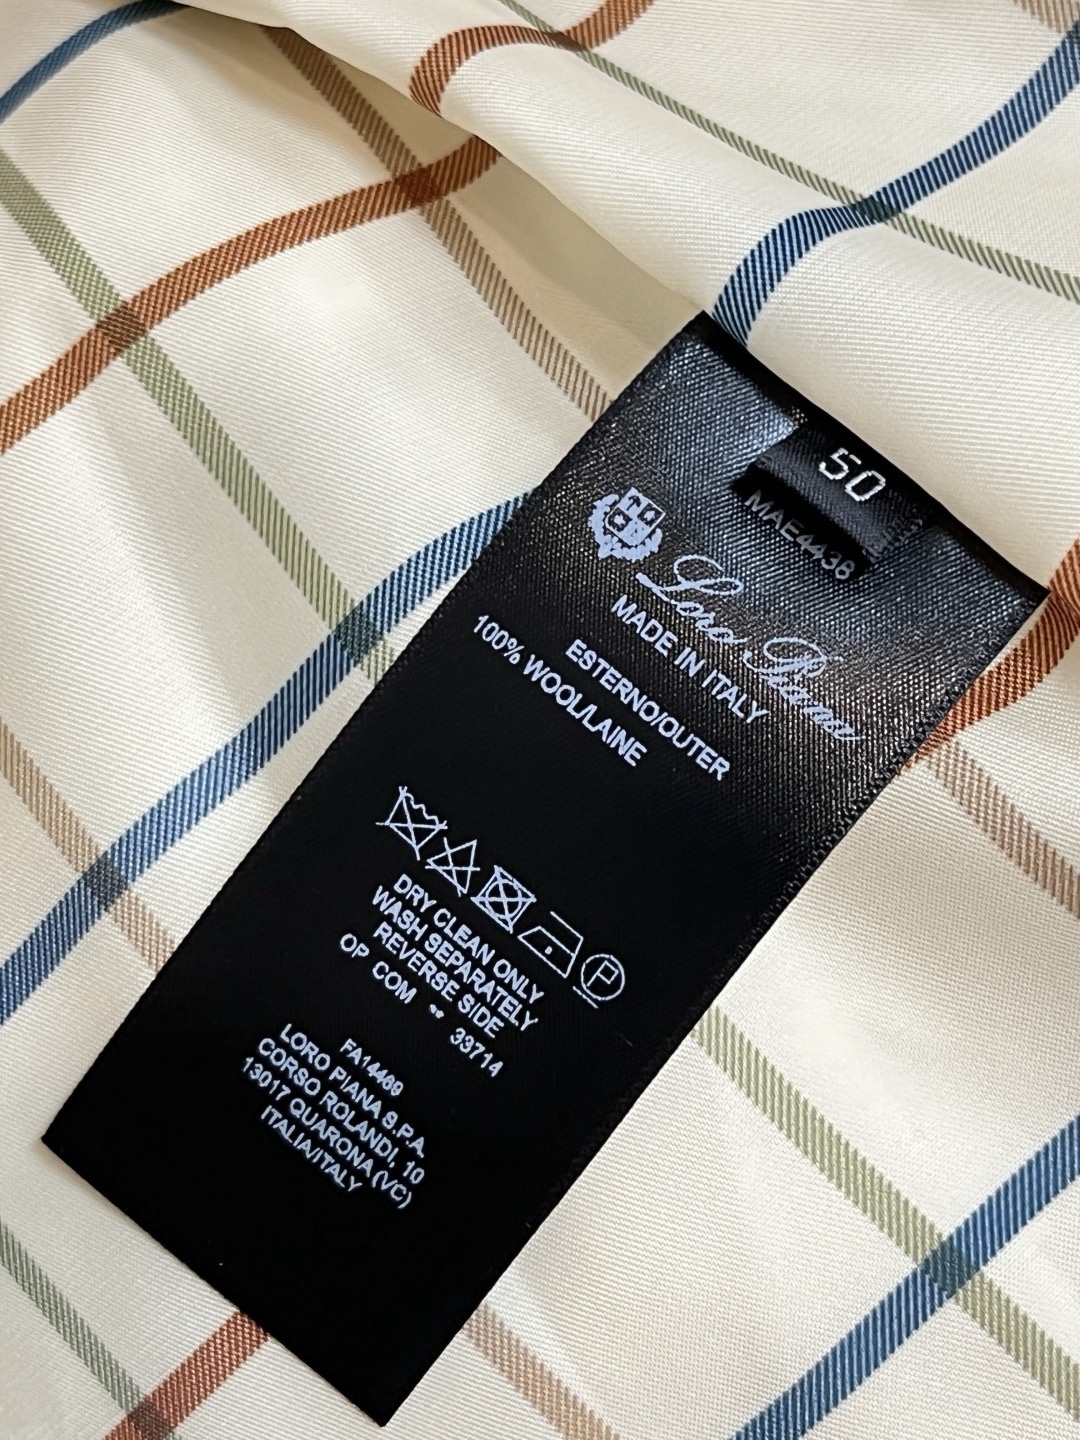 50
MAE4436
Loro Piana
MADE IN ITALY
ESTERNO/OUTER
100% WOOL/LAINE
P
DRY CLEAN ONLY
WASH SEPARATELY
REVERSE SIDE
OP COM 33714
FA14469
LORO PIANA S.P.A.
CORSO ROLANDI, 10
13017 QUARONA (VC)
ITALIA/ITALY